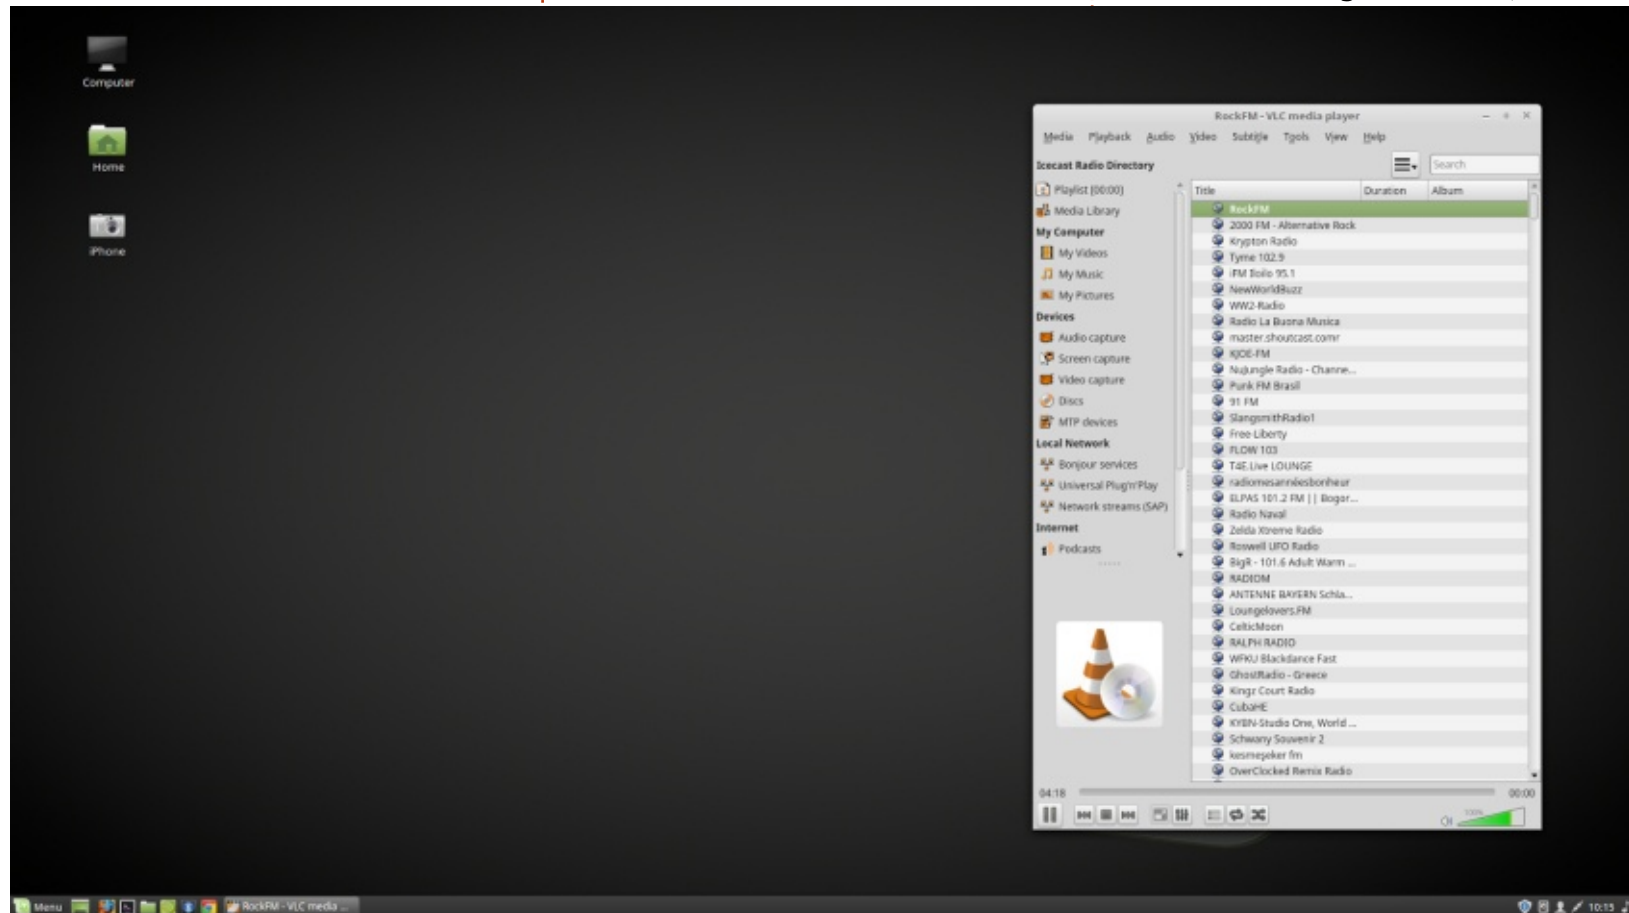 Computer
Home
iPhone
RockFM - VLC media player
Media Playback Audio Video Subtitle Tools View Help
Icecast Radio Directory
Search
Playlist [00:00]
Media Library
My Computer
My Videos
My Music
My Pictures
Devices
Audio capture
Screen capture
Video capture
Discs
MTP devices
Local Network
Bonjour services
Universal Plug'n'Play
Network streams (SAP)
Internet
Podcasts
Title Duration Album
RockFM
2000 FM - Alternative Rock
Krypton Radio
Tyme 102.9
iFM Iloilo 95.1
NewWorldBuzz
WW2-Radio
Radio La Buona Musica
master.shoutcast.comr
KJOE-FM
NuJungle Radio - Channe...
Punk FM Brasil
91 FM
SlangsmithRadio1
Free Liberty
FLOW 103
T4E.Live LOUNGE
radiomesannéesbonheur
ELPAS 101.2 FM || Bogor...
Radio Naval
Zelda Xtreme Radio
Roswell UFO Radio
BigR - 101.6 Adult Warm ...
RADIOM
ANTENNE BAYERN Schla...
Loungelovers.FM
CelticMoon
RALPH RADIO
WFKU Blackdance Fast
GhostRadio - Greece
Kingz Court Radio
CubaHE
KYBN-Studio One, World ...
Schwany Souvenir 2
kesmeşeker fm
OverClocked Remix Radio
04:18 00:00
100%
Menu RockFM - VLC media ... 10:15